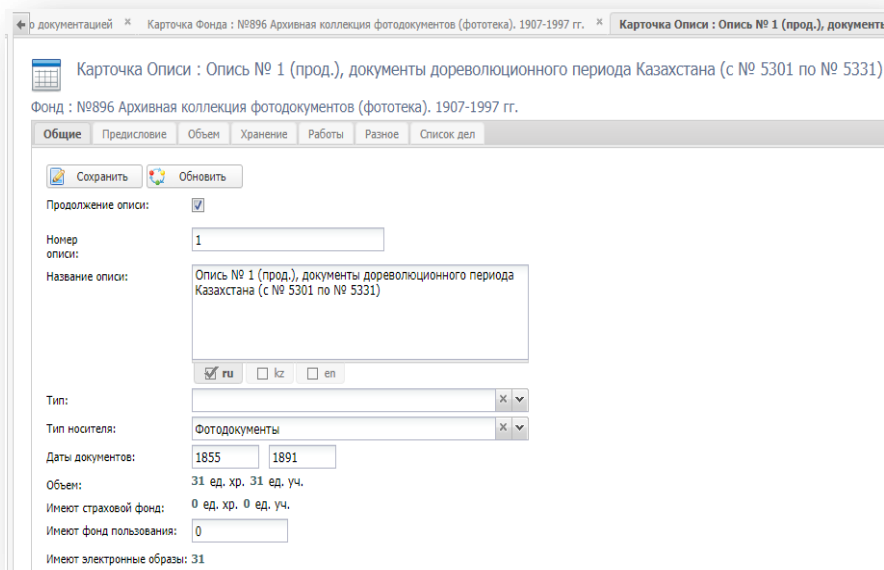 документацией × Карточка Фонда : №896 Архивная коллекция фотодокументов (фототека). 1907-1997 гг. × Карточка Описи : Опись № 1 (прод.), документы
Карточка Описи : Опись № 1 (прод.), документы дореволюционного периода Казахстана (с № 5301 по № 5331)
Фонд : №896 Архивная коллекция фотодокументов (фототека). 1907-1997 гг.
Общие Предисловие Объем Хранение Работы Разное Список дел
Сохранить Обновить
Продолжение описи:
Номер 1
описи:
Название описи: Опись № 1 (прод.), документы дореволюционного периода
Казахстана (с № 5301 по № 5331)
ru kz en
Тип:
Тип носителя: Фотодокументы
Даты документов: 1855 1891
Объем: 31 ед. хр. 31 ед. уч.
Имеют страховой фонд: 0 ед. хр. 0 ед. уч.
Имеют фонд пользования: 0
Имеют электронные образы: 31